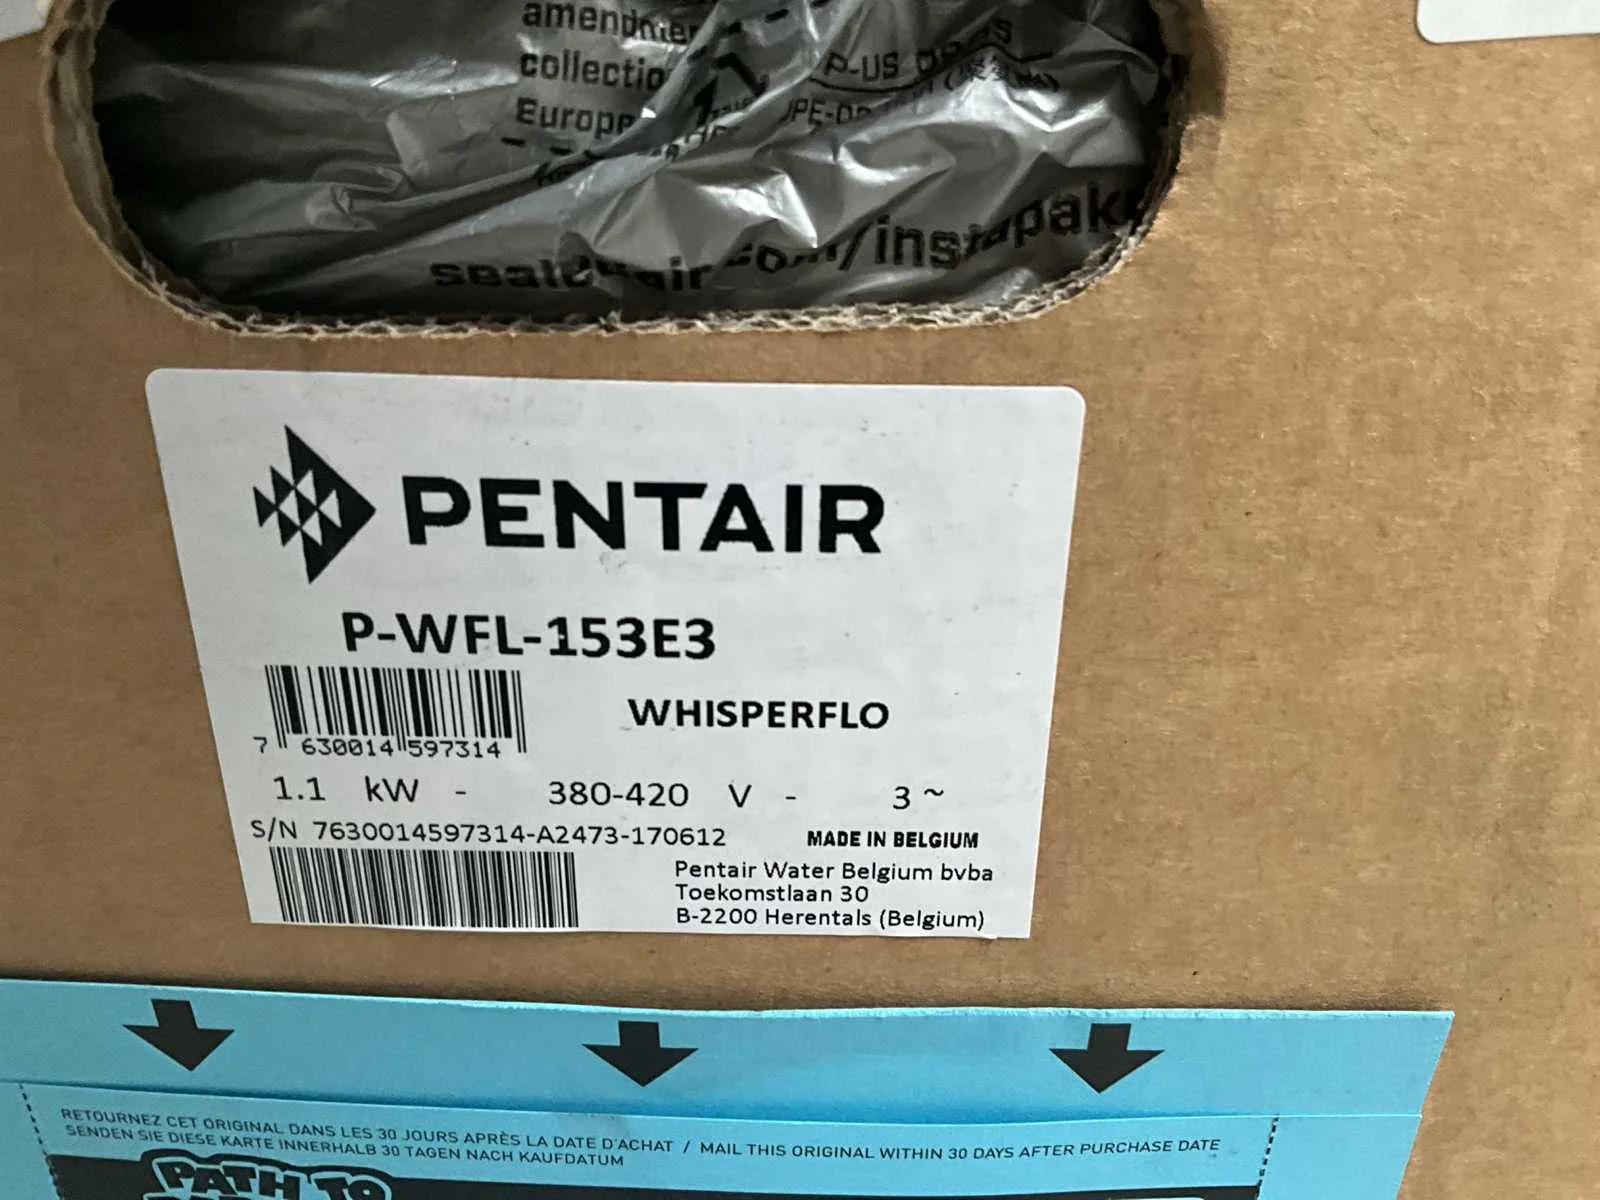 collectio
Europe
P-US
sealedair.com/instapak
PENTAIR
P-WFL-153E3
WHISPERFLO
7 630014 597314
1.1 kW - 380-420 V - 3 ~
S/N 7630014597314-A2473-170612
MADE IN BELGIUM
Pentair Water Belgium bvba
Toekomstlaan 30
B-2200 Herentals (Belgium)
RETOURNEZ CET ORIGINAL DANS LES 30 JOURS APRÈS LA DATE D'ACHAT / MAIL THIS ORIGINAL WITHIN 30 DAYS AFTER PURCHASE DATE
SENDEN SIE DIESE KARTE INNERHALB 30 TAGEN NACH KAUFDATUM
PATH TO